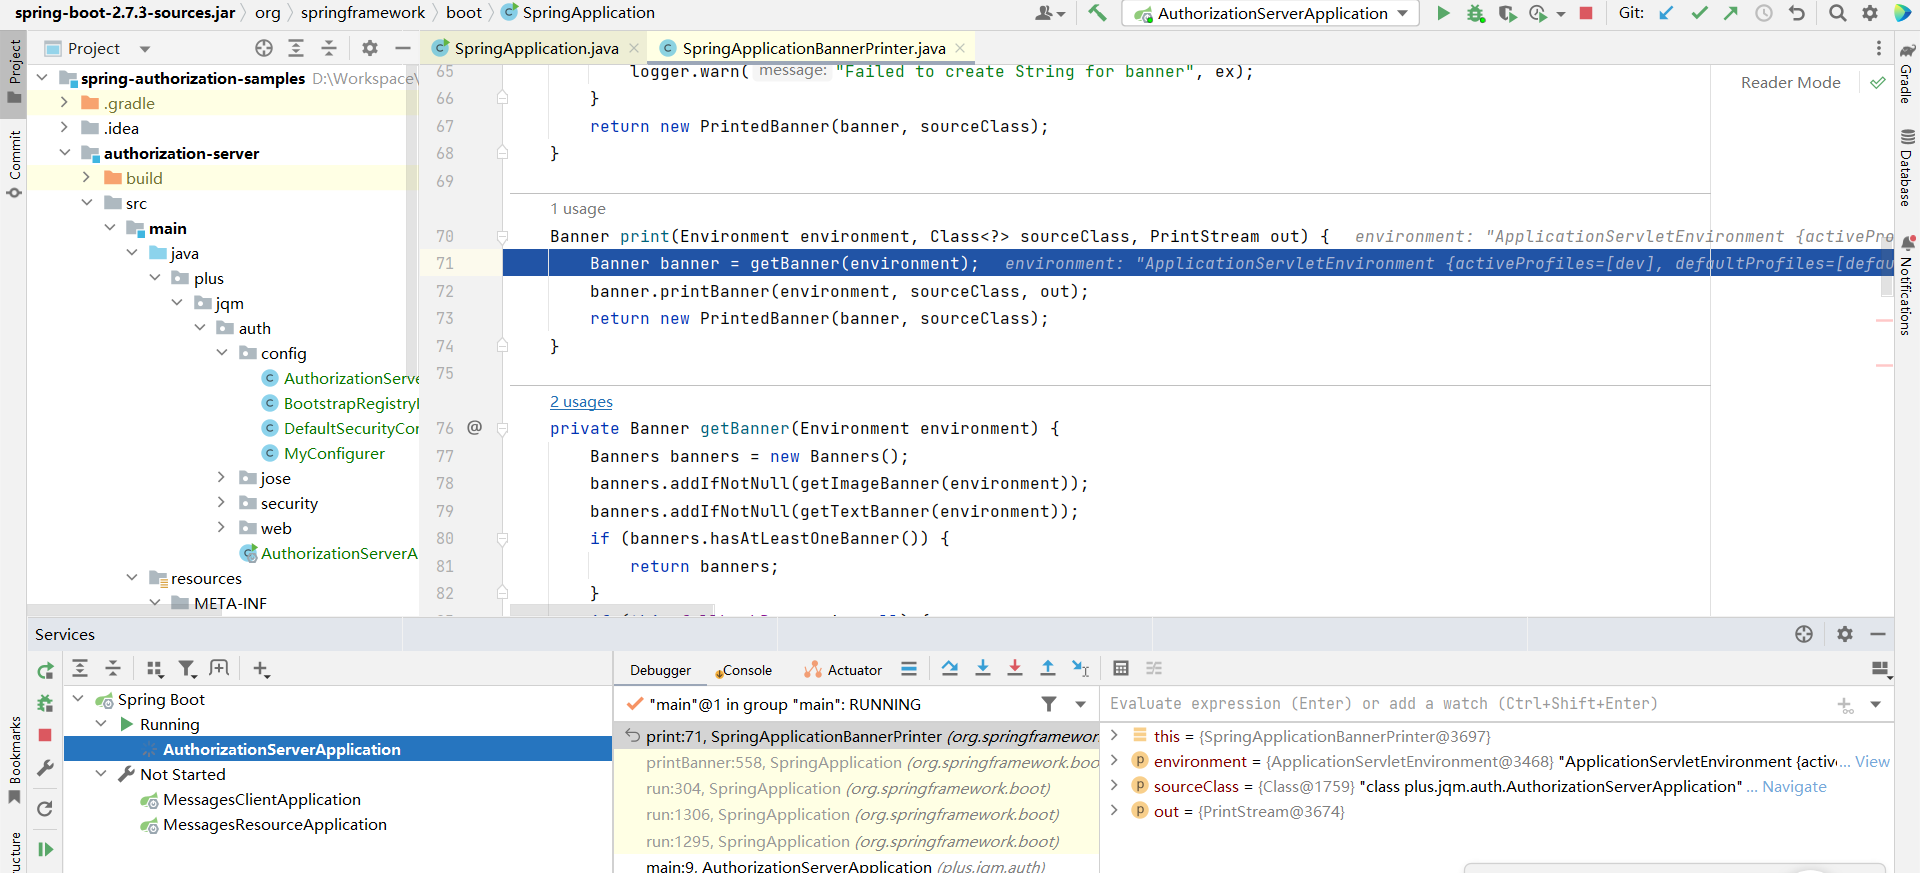 spring-boot-2.7.3-sources.jar › org › springframework › boot › SpringApplication
AuthorizationServerApplication
Git:
Project
Commit
Bookmarks
ructure
Project
spring-authorization-samples D:\Workspace\
.gradle
.idea
authorization-server
build
src
main
java
plus
jqm
auth
config
AuthorizationServe
BootstrapRegistryI
DefaultSecurityCon
MyConfigurer
jose
security
web
AuthorizationServerA
resources
META-INF
SpringApplication.java
SpringApplicationBannerPrinter.java
Reader Mode
65 logger.warn( message: "Failed to create String for banner", ex);
66 }
67 return new PrintedBanner(banner, sourceClass);
68 }
69
1 usage
70 Banner print(Environment environment, Class<?> sourceClass, PrintStream out) { environment: "ApplicationServletEnvironment {activePro
71 Banner banner = getBanner(environment); environment: "ApplicationServletEnvironment {activeProfiles=[dev], defaultProfiles=[defau
72 banner.printBanner(environment, sourceClass, out);
73 return new PrintedBanner(banner, sourceClass);
74 }
75
2 usages
76 @ private Banner getBanner(Environment environment) {
77 Banners banners = new Banners();
78 banners.addIfNotNull(getImageBanner(environment));
79 banners.addIfNotNull(getTextBanner(environment));
80 if (banners.hasAtLeastOneBanner()) {
81 return banners;
82 }
Gradle
Database
Notifications
Services
Spring Boot
Running
AuthorizationServerApplication
Not Started
MessagesClientApplication
MessagesResourceApplication
Debugger
Console
Actuator
"main"@1 in group "main": RUNNING
print:71, SpringApplicationBannerPrinter (org.springframewor
printBanner:558, SpringApplication (org.springframework.boo
run:304, SpringApplication (org.springframework.boot)
run:1306, SpringApplication (org.springframework.boot)
run:1295, SpringApplication (org.springframework.boot)
main:9, AuthorizationServerApplication (plus.jqm.auth)
Evaluate expression (Enter) or add a watch (Ctrl+Shift+Enter)
this = {SpringApplicationBannerPrinter@3697}
environment = {ApplicationServletEnvironment@3468} "ApplicationServletEnvironment {active... View
sourceClass = {Class@1759} "class plus.jqm.auth.AuthorizationServerApplication" ... Navigate
out = {PrintStream@3674}